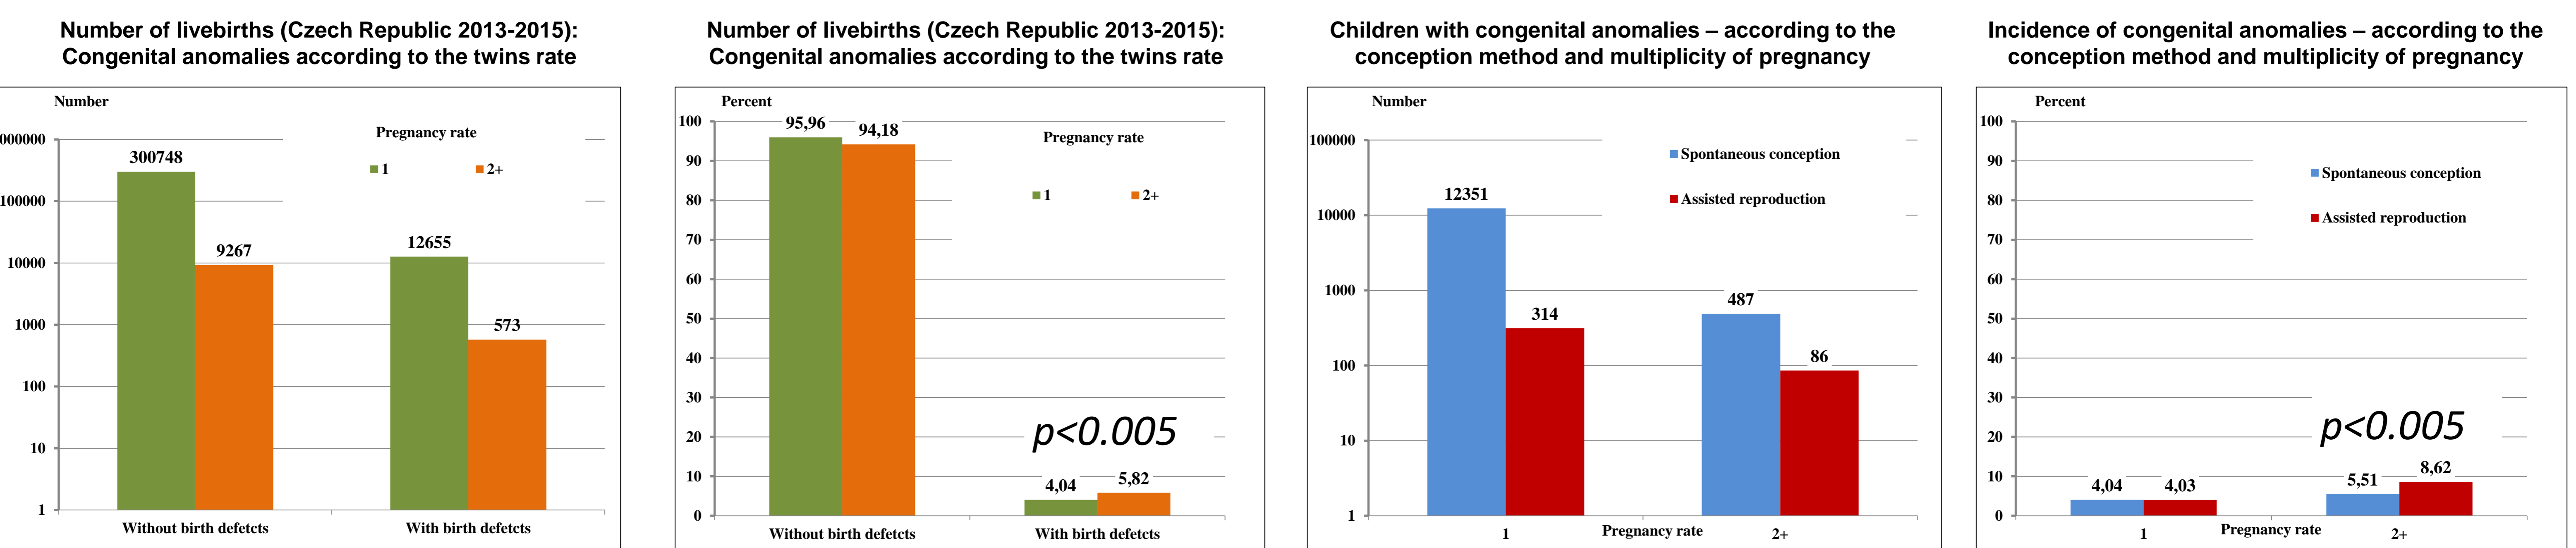 Number of livebirths (Czech Republic 2013-2015):
Congenital anomalies according to the twins rate
Number
Pregnancy rate
1
2+
000000
100000
10000
1000
100
10
1
300748
9267
12655
573
Without birth defetcts
With birth defetcts
Number of livebirths (Czech Republic 2013-2015):
Congenital anomalies according to the twins rate
Percent
Pregnancy rate
1
2+
100
90
80
70
60
50
40
30
20
10
0
95,96
94,18
p<0.005
4,04
5,82
Without birth defetcts
With birth defetcts
Children with congenital anomalies – according to the
conception method and multiplicity of pregnancy
Number
Spontaneous conception
Assisted reproduction
100000
10000
1000
100
10
1
12351
314
487
86
1
Pregnancy rate
2+
Incidence of congenital anomalies – according to the
conception method and multiplicity of pregnancy
Percent
Spontaneous conception
Assisted reproduction
100
90
80
70
60
50
40
30
20
10
0
p<0.005
4,04
4,03
5,51
8,62
1
Pregnancy rate
2+